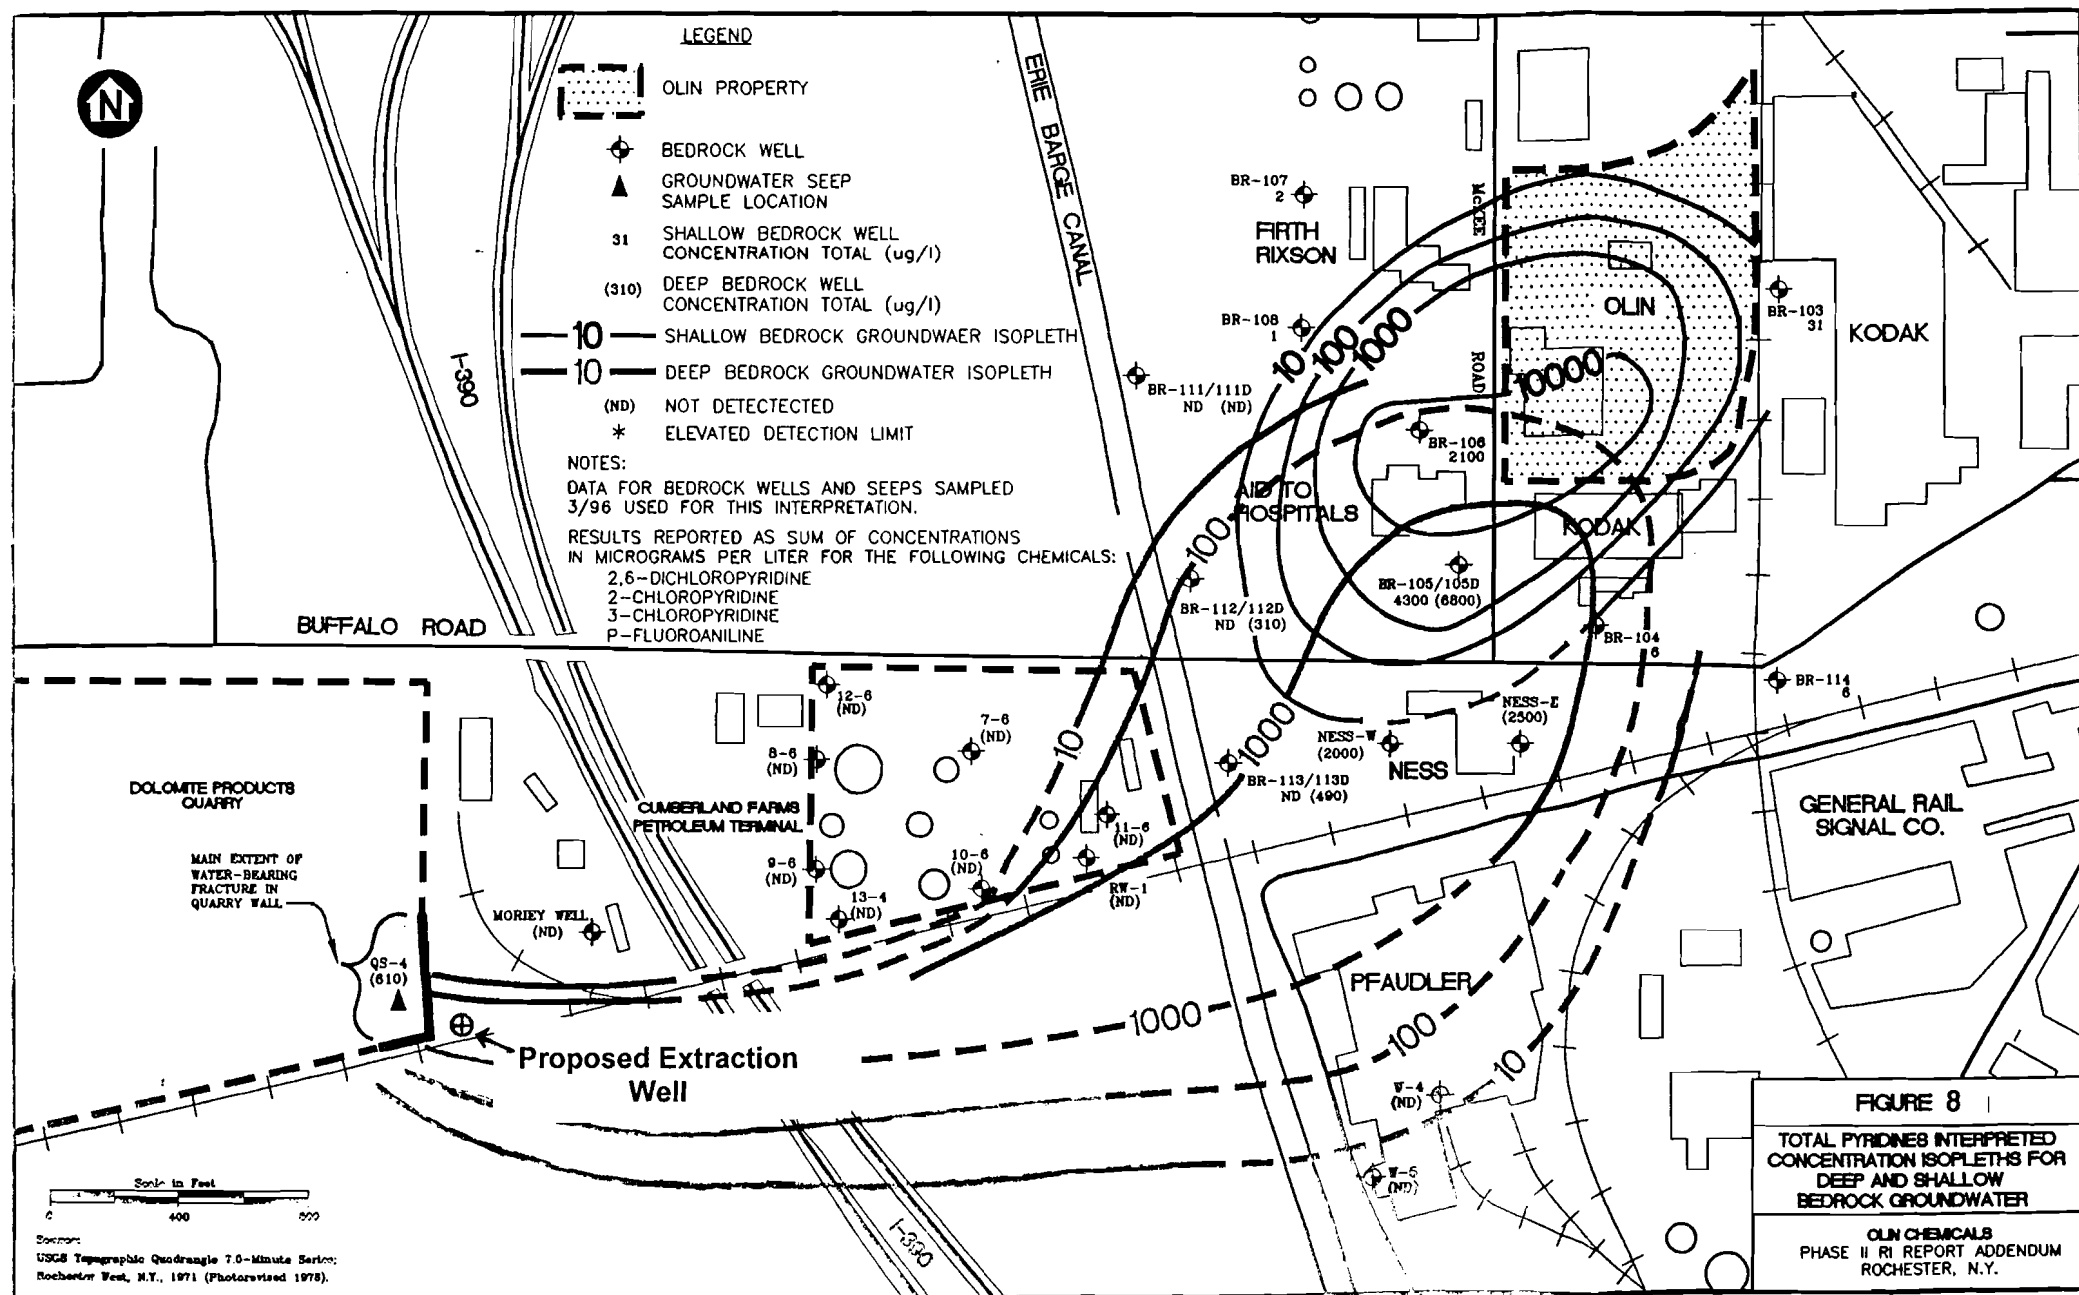 LEGEND
OLIN PROPERTY
BEDROCK WELL
GROUNDWATER SEEP
SAMPLE LOCATION
31 SHALLOW BEDROCK WELL
CONCENTRATION TOTAL (ug/l)
(310) DEEP BEDROCK WELL
CONCENTRATION TOTAL (ug/l)
10 SHALLOW BEDROCK GROUNDWAER ISOPLETH
10 DEEP BEDROCK GROUNDWATER ISOPLETH
(ND) NOT DETECTECTED
* ELEVATED DETECTION LIMIT
NOTES:
DATA FOR BEDROCK WELLS AND SEEPS SAMPLED
3/96 USED FOR THIS INTERPRETATION.
RESULTS REPORTED AS SUM OF CONCENTRATIONS
IN MICROGRAMS PER LITER FOR THE FOLLOWING CHEMICALS:
2,6-DICHLOROPYRIDINE
2-CHLOROPYRIDINE
3-CHLOROPYRIDINE
P-FLUOROANILINE
N
I-390
ERIE BARGE CANAL
BUFFALO ROAD
McKEE ROAD
BR-107
2
FIRTH
RIXSON
BR-108
1
BR-111/111D
ND (ND)
10
100
1000
10000
OLIN
BR-103
31
KODAK
BR-106
2100
AID TO
HOSPITALS
KODAK
BR-105/105D
4300 (6800)
100
BR-112/112D
ND (310)
BR-104
6
BR-114
6
NESS-E
(2500)
NESS-W
(2000)
NESS
1000
BR-113/113D
ND (490)
10
12-6
(ND)
7-6
(ND)
8-6
(ND)
CUMBERLAND FARMS
PETROLEUM TERMINAL
11-6
(ND)
9-6
(ND)
10-6
(ND)
13-4
(ND)
RW-1
(ND)
DOLOMITE PRODUCTS
QUARRY
MAIN EXTENT OF
WATER-BEARING
FRACTURE IN
QUARRY WALL
MORIEY WELL
(ND)
QS-4
(610)
Proposed Extraction
Well
GENERAL RAIL
SIGNAL CO.
PFAUDLER
1000
100
10
W-4
(ND)
W-5
(ND)
I-390
Scale in Feet
0 400 800
Source:
USGS Topographic Quadrangle 7.5-Minute Series;
Rochester West, N.Y., 1971 (Photorevised 1978).
FIGURE 8
TOTAL PYRIDINES INTERPRETED
CONCENTRATION ISOPLETHS FOR
DEEP AND SHALLOW
BEDROCK GROUNDWATER
OLIN CHEMICALS
PHASE II RI REPORT ADDENDUM
ROCHESTER, N.Y.